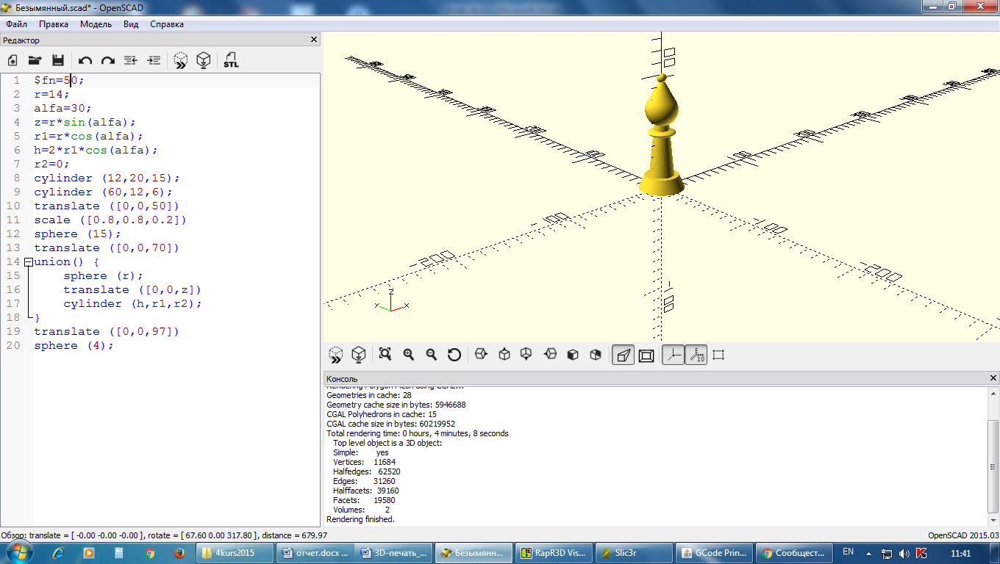 Безымянный.scad* - OpenSCAD
Файл Правка Модель Вид Справка
Редактор
STL
1 $fn=50;
2 r=14;
3 alfa=30;
4 z=r*sin(alfa);
5 r1=r*cos(alfa);
6 h=2*r1*cos(alfa);
7 r2=0;
8 cylinder (12,20,15);
9 cylinder (60,12,6);
10 translate ([0,0,50])
11 scale ([0.8,0.8,0.2])
12 sphere (15);
13 translate ([0,0,70])
14 union() {
15 sphere (r);
16 translate ([0,0,z])
17 cylinder (h,r1,r2);
18 }
19 translate ([0,0,97])
20 sphere (4);
-100
-200
-100
-200
z
x
10
Консоль
Rendering Polygon Mesh using CGAL...
Geometries in cache: 28
Geometry cache size in bytes: 5946688
CGAL Polyhedrons in cache: 15
CGAL cache size in bytes: 60219952
Total rendering time: 0 hours, 4 minutes, 8 seconds
Top level object is a 3D object:
Simple: yes
Vertices: 11684
Halfedges: 62520
Edges: 31260
Halffacets: 39160
Facets: 19580
Volumes: 2
Rendering finished.
Обзор: translate = [ -0.00 -0.00 -0.00 ], rotate = [ 67.60 0.00 317.80 ], distance = 679.97
OpenSCAD 2015.03
4kurs2015
отчет.docx ...
3D-печать_...
Безымянн...
RapR3D Vis...
Slic3r
GCode Prin...
Сообщест...
EN
11:41